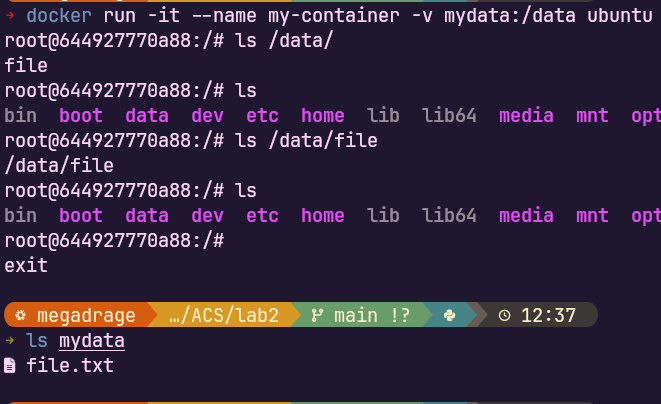 → docker run -it --name my-container -v mydata:/data ubuntu
root@644927770a88:/# ls /data/
file
root@644927770a88:/# ls
bin boot data dev etc home lib lib64 media mnt opt
root@644927770a88:/# ls /data/file
/data/file
root@644927770a88:/# ls
bin boot data dev etc home lib lib64 media mnt opt
root@644927770a88:/#
exit
megadrage …/ACS/lab2 main !? 12:37
→ ls mydata
file.txt